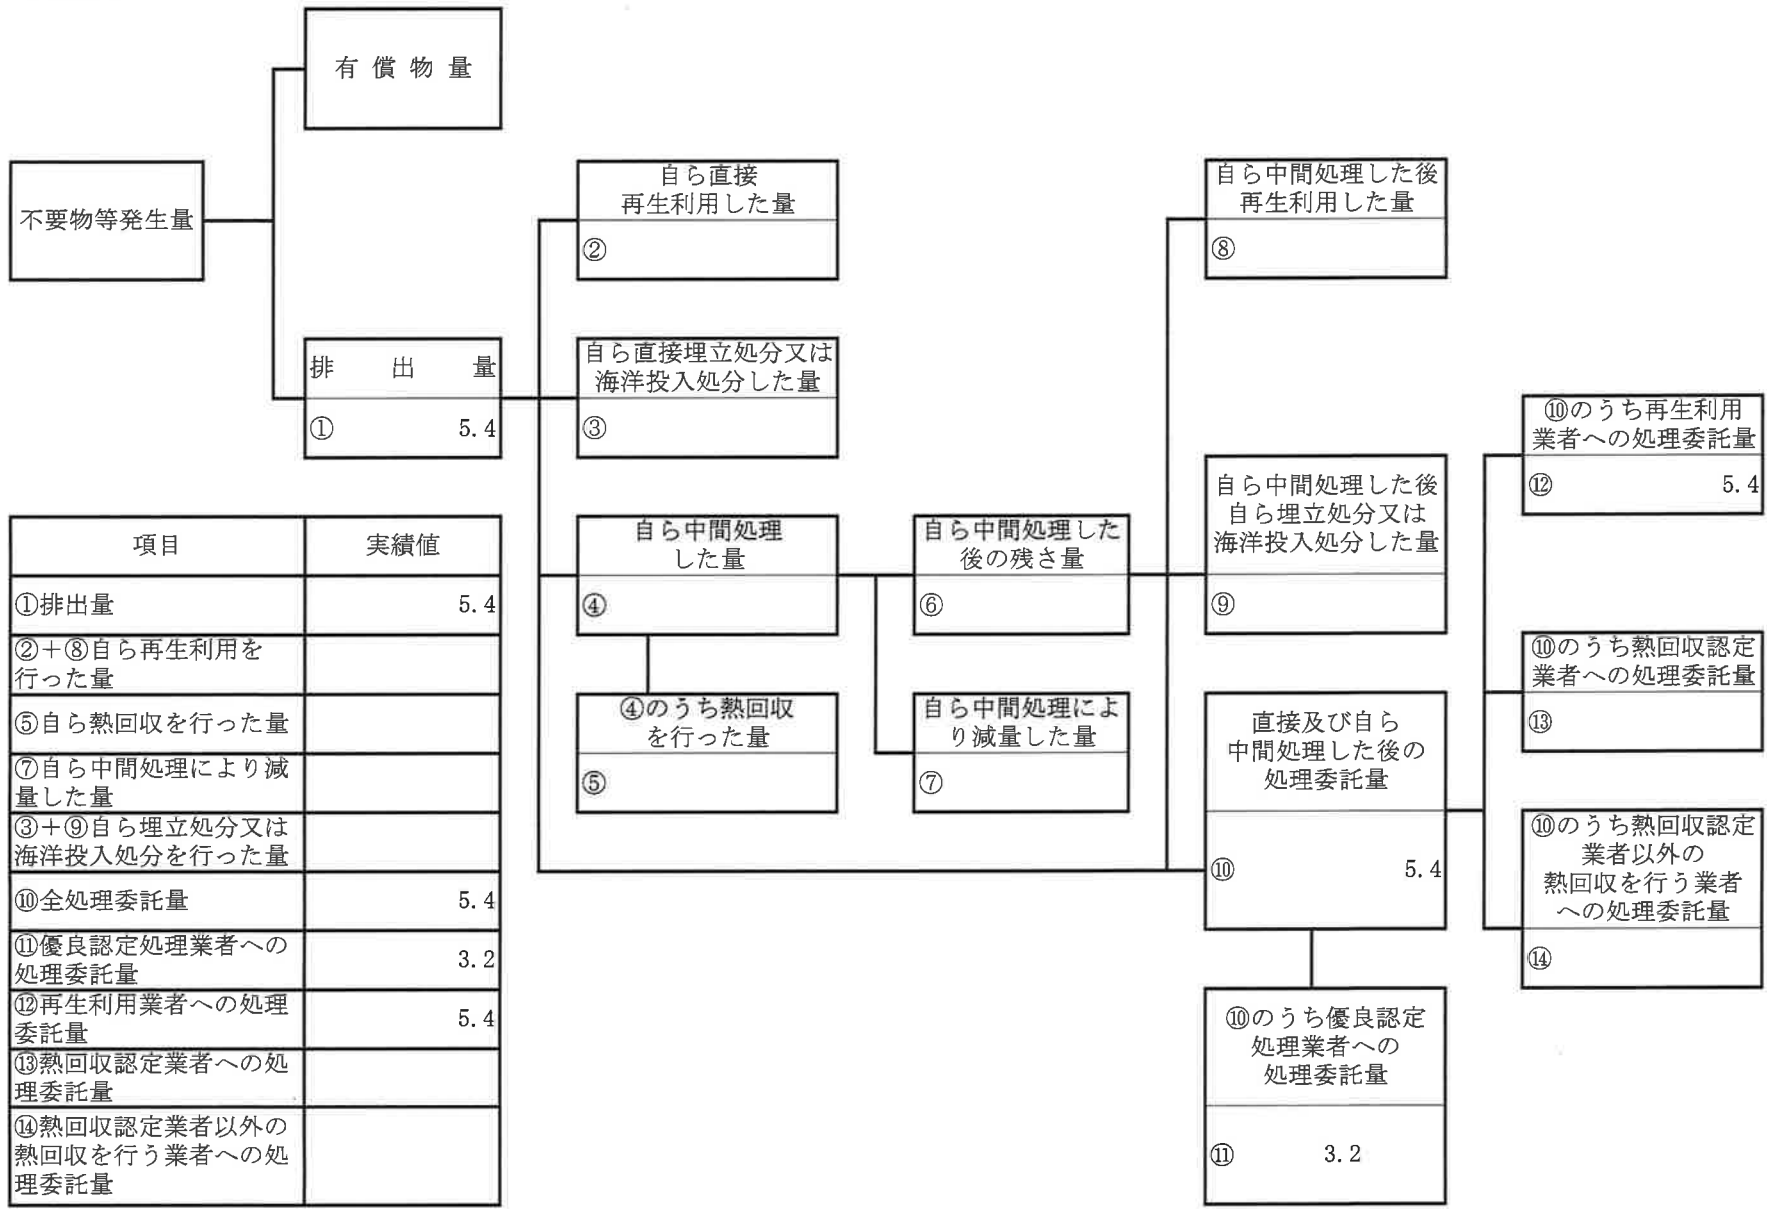 有償物量
不要物等発生量
排出量
① 5.4
自ら直接
再生利用した量
②
自ら直接埋立処分又は
海洋投入処分した量
③
自ら中間処理
した量
④
④のうち熱回収
を行った量
⑤
自ら中間処理した
後の残さ量
⑥
自ら中間処理によ
り減量した量
⑦
自ら中間処理した後
再生利用した量
⑧
自ら中間処理した後
自ら埋立処分又は
海洋投入処分した量
⑨
直接及び自ら
中間処理した後の
処理委託量
⑩ 5.4
⑩のうち優良認定
処理業者への
処理委託量
⑪ 3.2
⑩のうち再生利用
業者への処理委託量
⑫ 5.4
⑩のうち熱回収認定
業者への処理委託量
⑬
⑩のうち熱回収認定
業者以外の
熱回収を行う業者
への処理委託量
⑭
項目 実績値
①排出量 5.4
②+⑧自ら再生利用を
行った量
⑤自ら熱回収を行った量
⑦自ら中間処理により減
量した量
③+⑨自ら埋立処分又は
海洋投入処分を行った量
⑩全処理委託量 5.4
⑪優良認定処理業者への
処理委託量 3.2
⑫再生利用業者への処理
委託量 5.4
⑬熱回収認定業者への処
理委託量
⑭熱回収認定業者以外の
熱回収を行う業者への処
理委託量